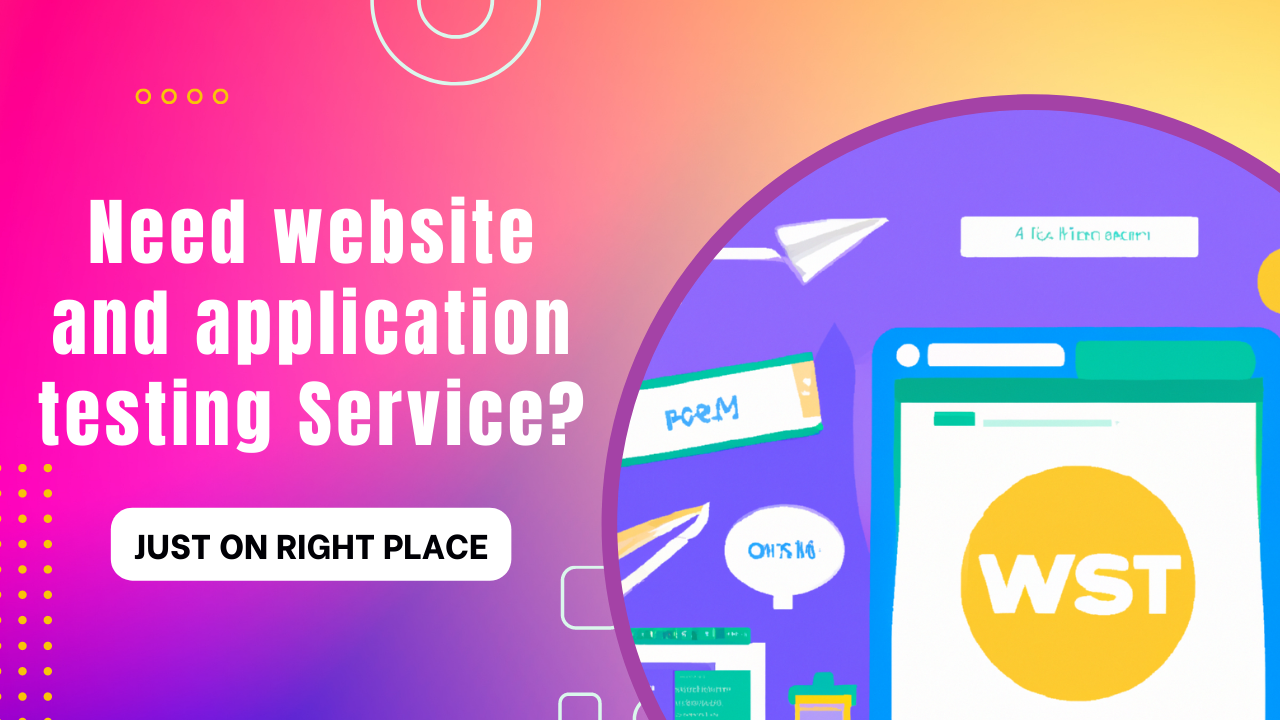 Need website
and application
testing Service?
JUST ON RIGHT PLACE
WST